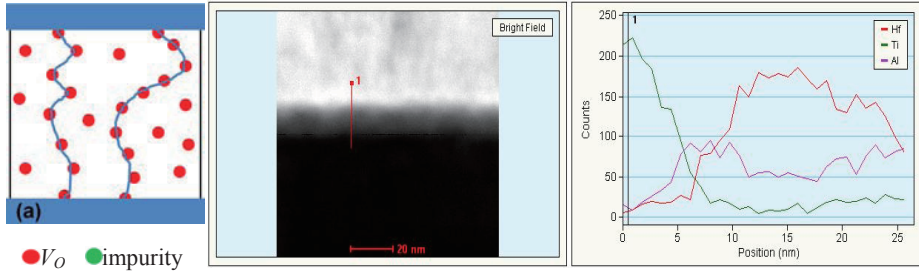 (a)
V_O impurity
Bright Field
1
20 nm
250
200
150
100
50
0
Counts
1
Hf
Ti
Al
0 5 10 15 20 25
Position (nm)